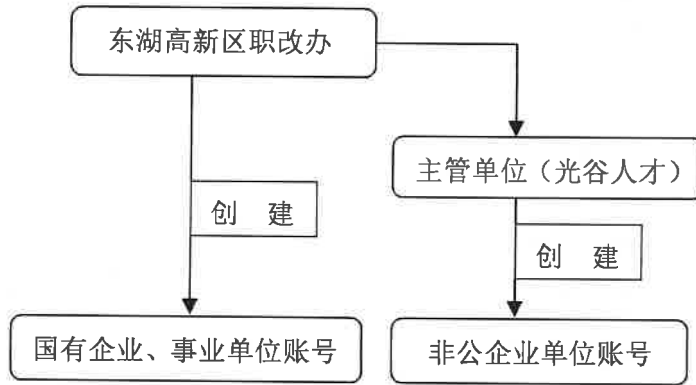 东湖高新区职改办
主管单位（光谷人才）
创 建
创 建
国有企业、事业单位账号
非公企业单位账号